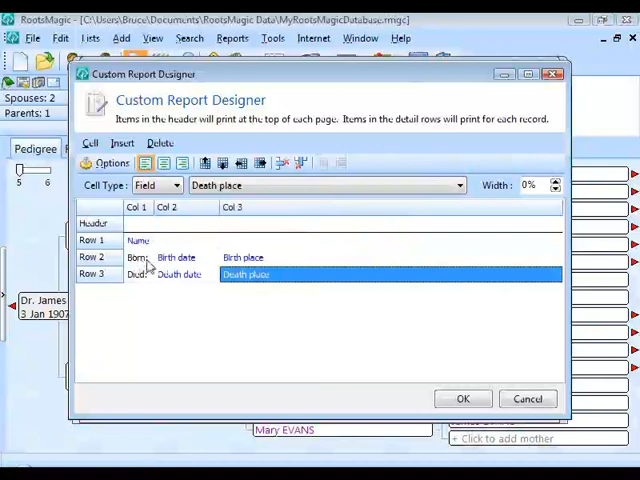 RootsMagic - [C:\Users\Bruce\Documents\RootsMagic Data\MyRootsMagicDatabase.rmgc]
File Lists Add View Search Reports Tools Internet Window Help
Spouses: 2
Parents: 1
Pedigree
5 6
Dr. James
3 Jan 1907
Custom Report Designer
Custom Report Designer
Items in the header will print at the top of each page. Items in the detail rows will print for each record.
Cell Insert Delete
Options
Cell Type: Field Death place Width: 0%
Col 1 Col 2 Col 3
Header
Row 1 Name
Row 2 Born: Birth date Birth place
Row 3 Died: Death date Death place
OK Cancel
Mary EVANS
+ Click to add mother